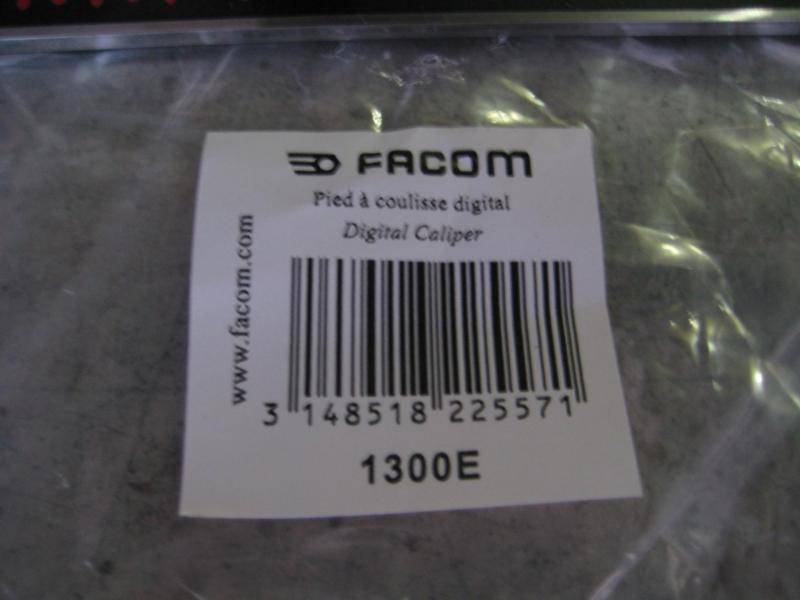 FACOM
Pied à coulisse digital
Digital Caliper
www.facom.com
3 148518 225571
1300E